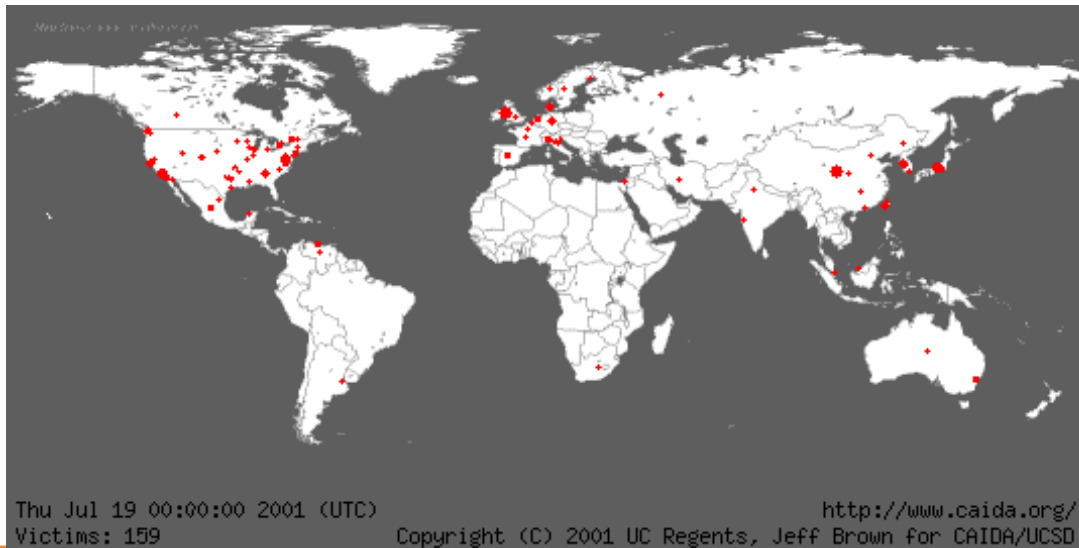 Thu Jul 19 00:00:00 2001 (UTC)
http://www.caida.org/
Victims: 159
Copyright (C) 2001 UC Regents, Jeff Brown for CAIDA/UCSD